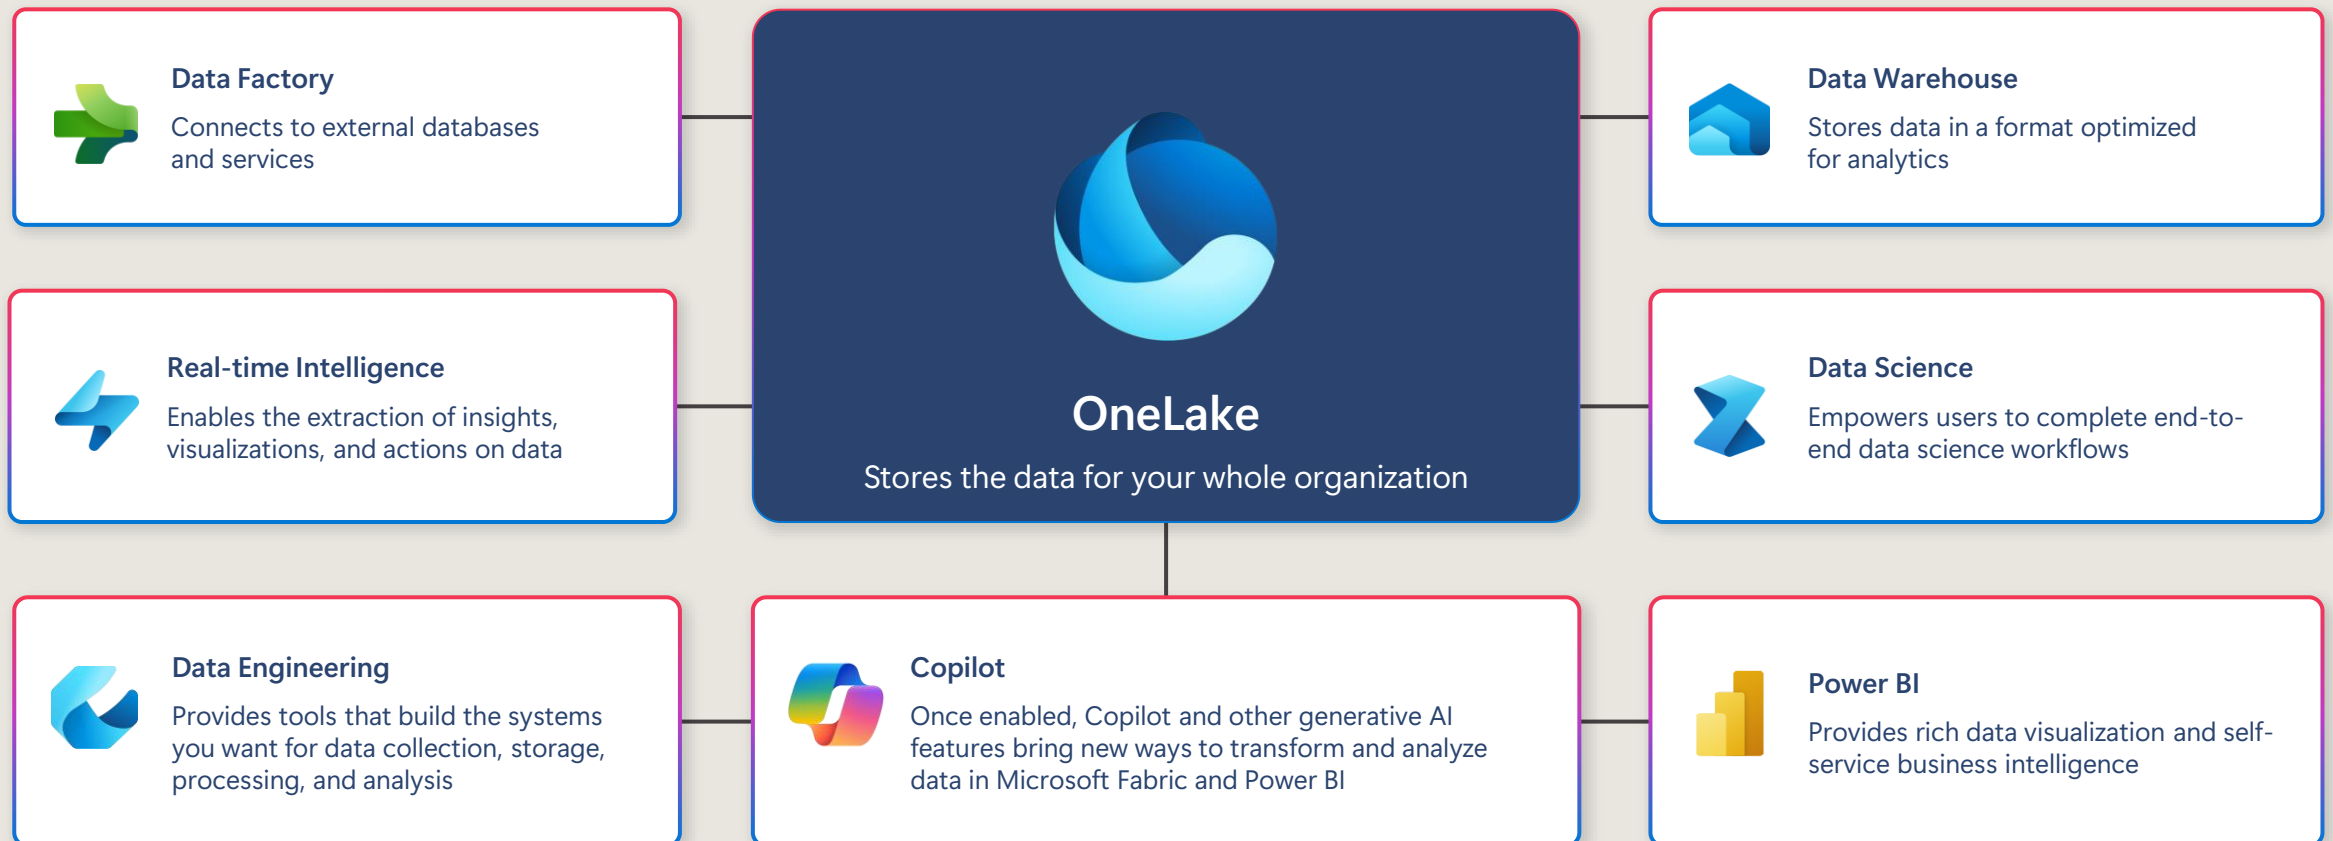 Data Factory
Connects to external databases
and services
OneLake
Stores the data for your whole organization
Data Warehouse
Stores data in a format optimized
for analytics
Real-time Intelligence
Enables the extraction of insights,
visualizations, and actions on data
Data Science
Empowers users to complete end-to-
end data science workflows
Data Engineering
Provides tools that build the systems
you want for data collection, storage,
processing, and analysis
Copilot
Once enabled, Copilot and other generative AI
features bring new ways to transform and analyze
data in Microsoft Fabric and Power BI
Power BI
Provides rich data visualization and self-
service business intelligence